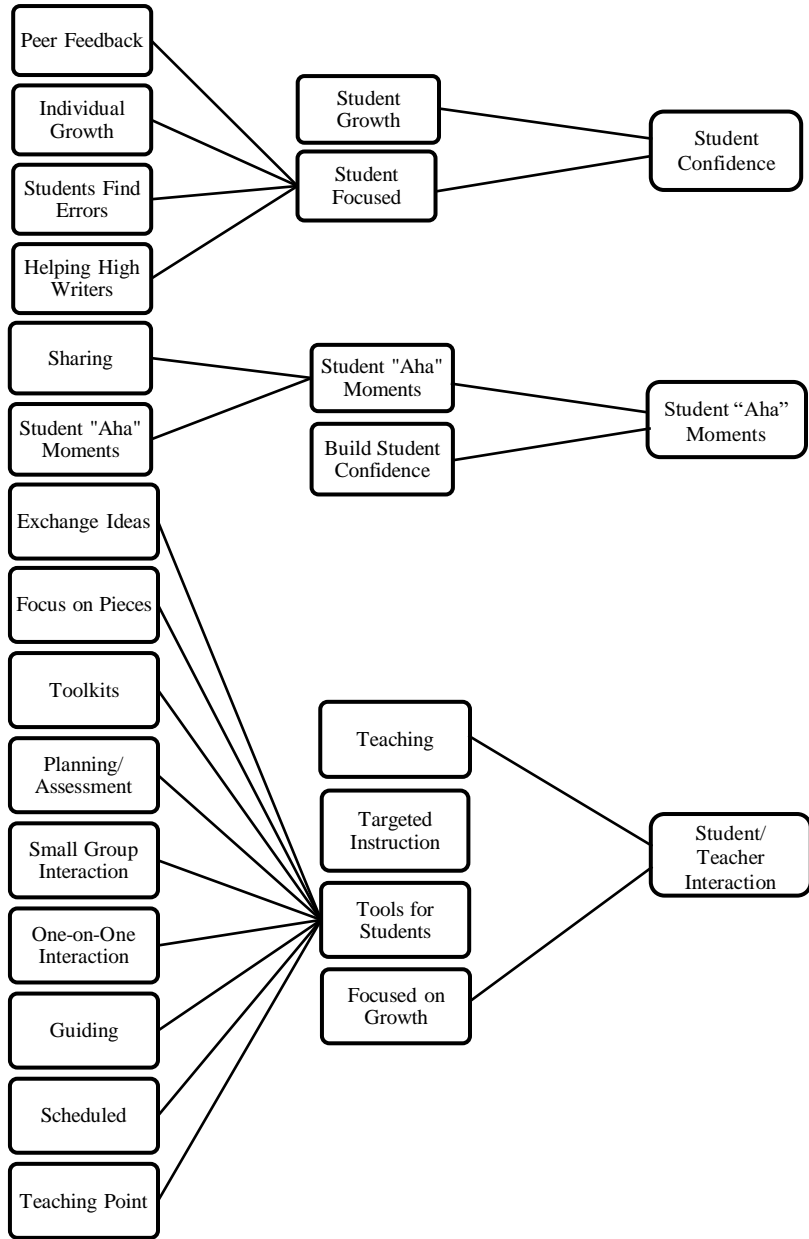 Peer Feedback
Individual
Growth
Students Find
Errors
Helping High
Writers
Sharing
Student "Aha"
Moments
Exchange Ideas
Focus on Pieces
Toolkits
Planning/
Assessment
Small Group
Interaction
One-on-One
Interaction
Guiding
Scheduled
Teaching Point
Student
Growth
Student
Focused
Student "Aha"
Moments
Build Student
Confidence
Teaching
Targeted
Instruction
Tools for
Students
Focused on
Growth
Student
Confidence
Student “Aha”
Moments
Student/
Teacher
Interaction